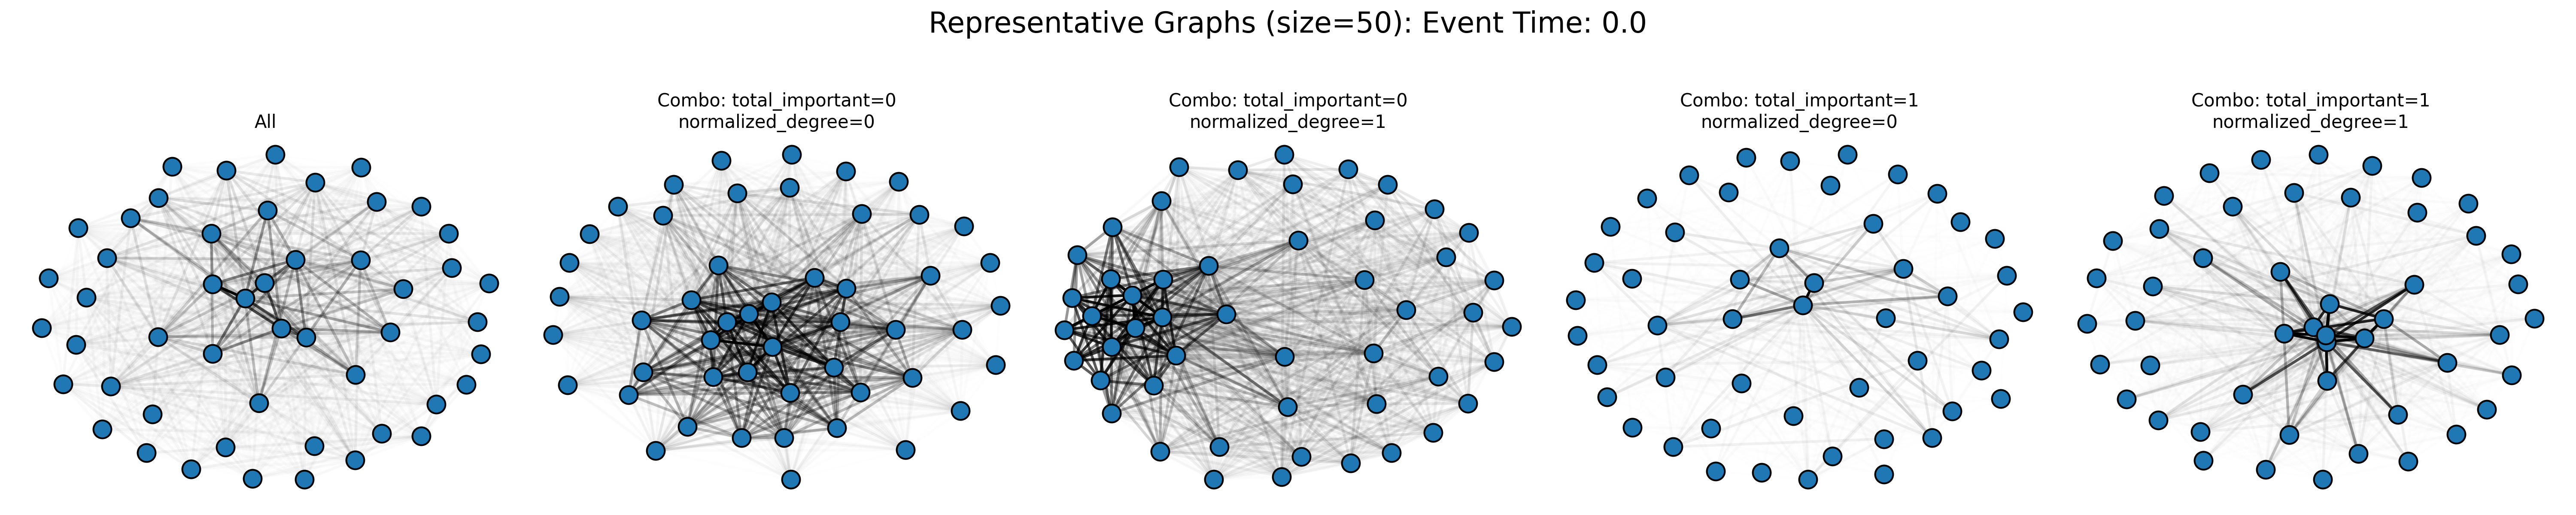 Representative Graphs (size=50): Event Time: 0.0
All
Combo: total_important=0
normalized_degree=0
Combo: total_important=0
normalized_degree=1
Combo: total_important=1
normalized_degree=0
Combo: total_important=1
normalized_degree=1